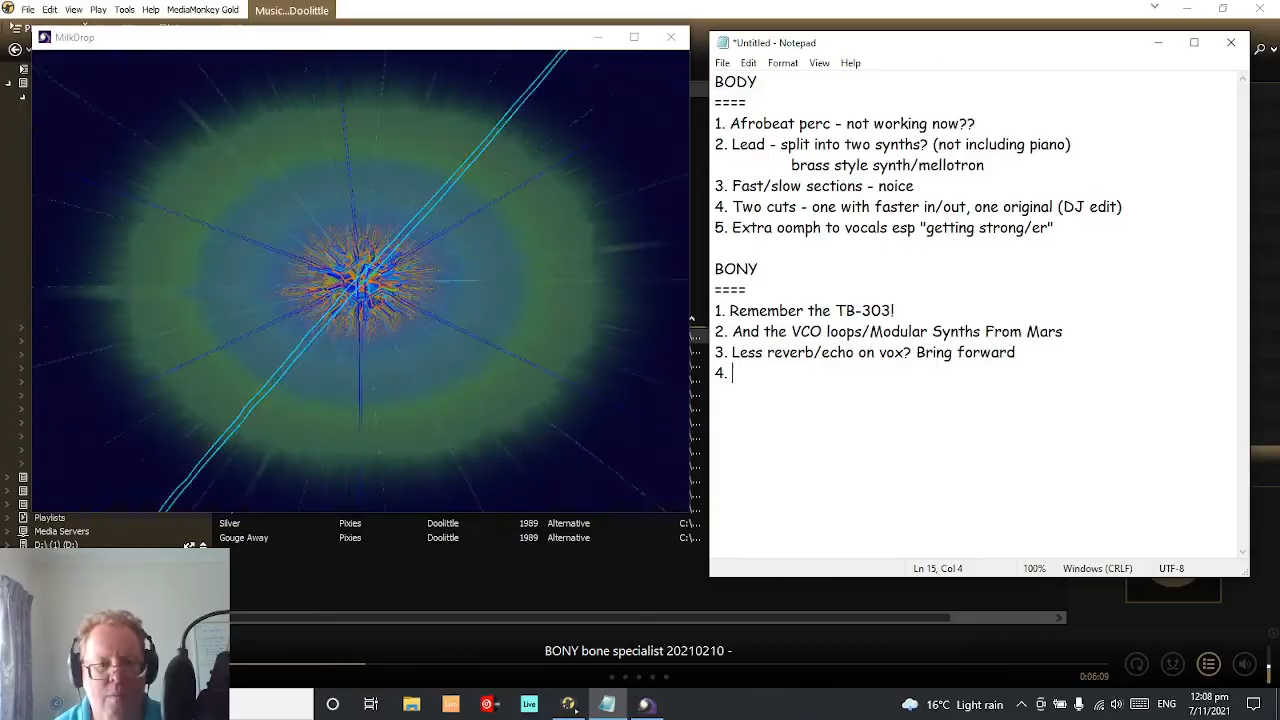 File Edit View Play Tools Help MediaMonkey Gold Music...Doolittle
MilkDrop
*Untitled - Notepad
File Edit Format View Help
BODY
====
1. Afrobeat perc - not working now??
2. Lead - split into two synths? (not including piano)
brass style synth/mellotron
3. Fast/slow sections - noice
4. Two cuts - one with faster in/out, one original (DJ edit)
5. Extra oomph to vocals esp "getting strong/er"
BONY
====
1. Remember the TB-303!
2. And the VCO loops/Modular Synths From Mars
3. Less reverb/echo on vox? Bring forward
4.
Ln 15, Col 4 100% Windows (CRLF) UTF-8
Playlists
Media Servers
D:\ (1) (D:)
Silver Pixies Doolittle 1989 Alternative C:\...
Gouge Away Pixies Doolittle 1989 Alternative C:\...
BONY bone specialist 20210210 -
0:06:09
Live Live
16°C Light rain ENG 12:08 pm
7/11/2021